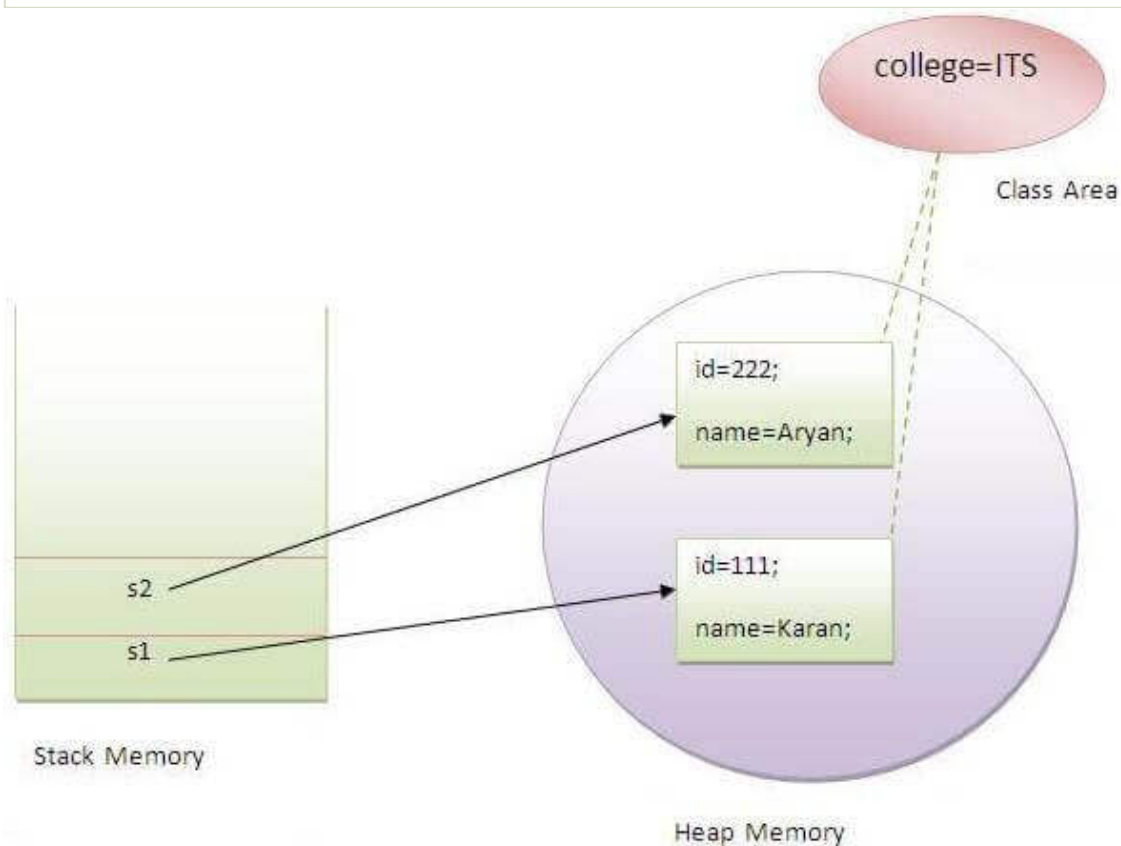 college=ITS
Class Area
id=222;
name=Aryan;
id=111;
name=Karan;
s2
s1
Stack Memory
Heap Memory